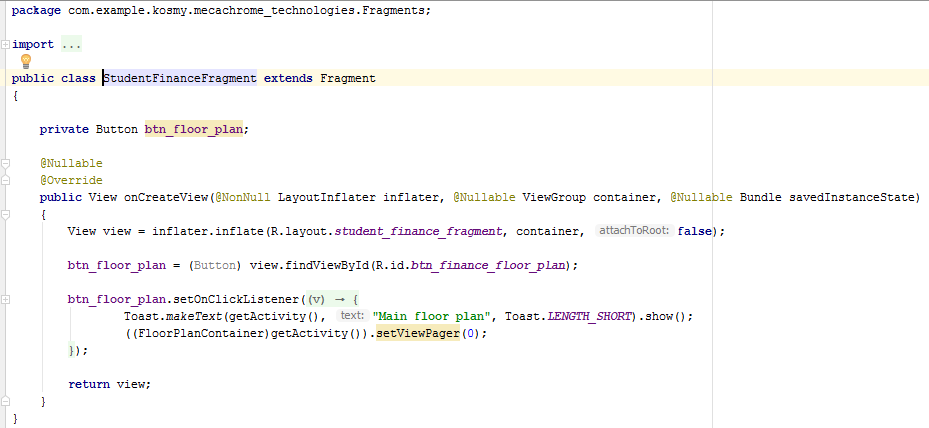 package com.example.kosmy.mecachrome_technologies.Fragments;
import ...
public class StudentFinanceFragment extends Fragment
{
private Button btn_floor_plan;
@Nullable
@Override
public View onCreateView(@NonNull LayoutInflater inflater, @Nullable ViewGroup container, @Nullable Bundle savedInstanceState)
{
View view = inflater.inflate(R.layout.student_finance_fragment, container, attachToRoot: false);
btn_floor_plan = (Button) view.findViewById(R.id.btn_finance_floor_plan);
btn_floor_plan.setOnClickListener((v) → {
Toast.makeText(getActivity(), text: "Main floor plan", Toast.LENGTH_SHORT).show();
((FloorPlanContainer)getActivity()).setViewPager(0);
});
return view;
}
}